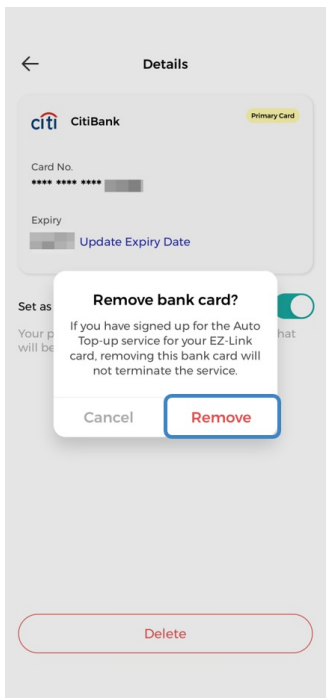 Details
citi CitiBank
Primary Card
Card No.
**** **** ****
Expiry
Update Expiry Date
Set as
Your p
hat
will be
Remove bank card?
If you have signed up for the Auto
Top-up service for your EZ-Link
card, removing this bank card will
not terminate the service.
Cancel
Remove
Delete